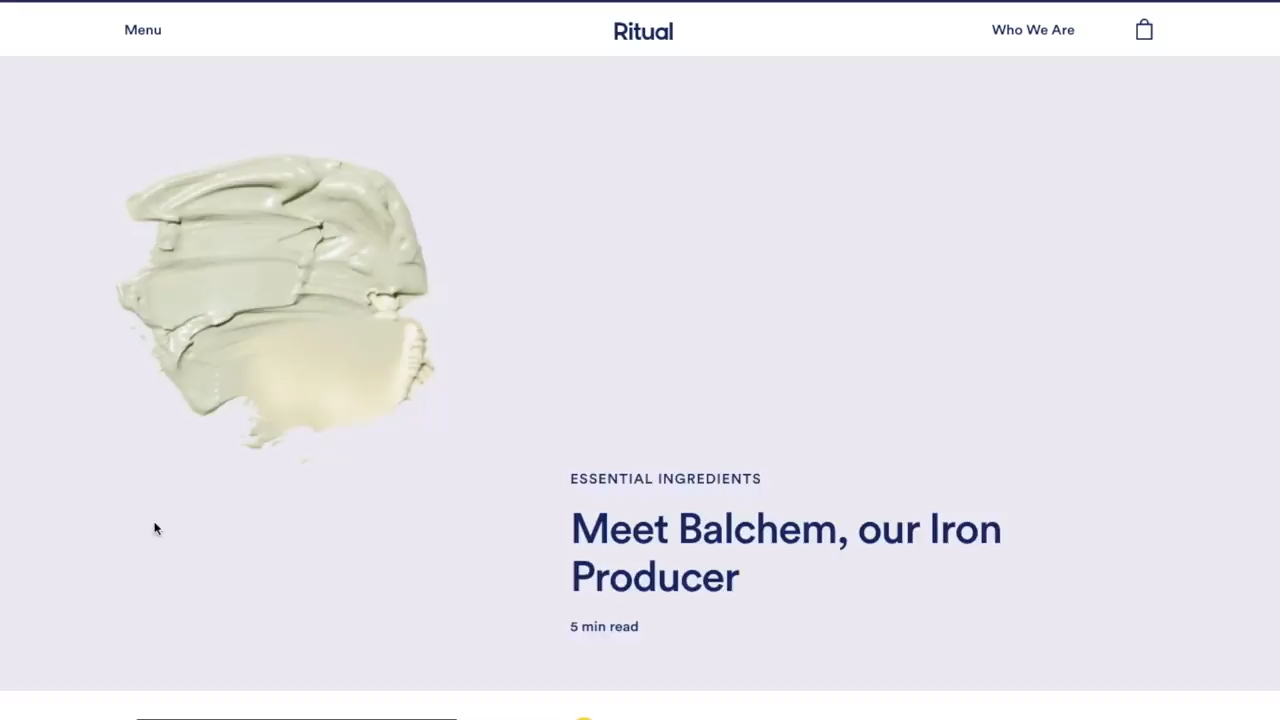 Menu
Ritual
Who We Are
ESSENTIAL INGREDIENTS
Meet Balchem, our Iron
Producer
5 min read